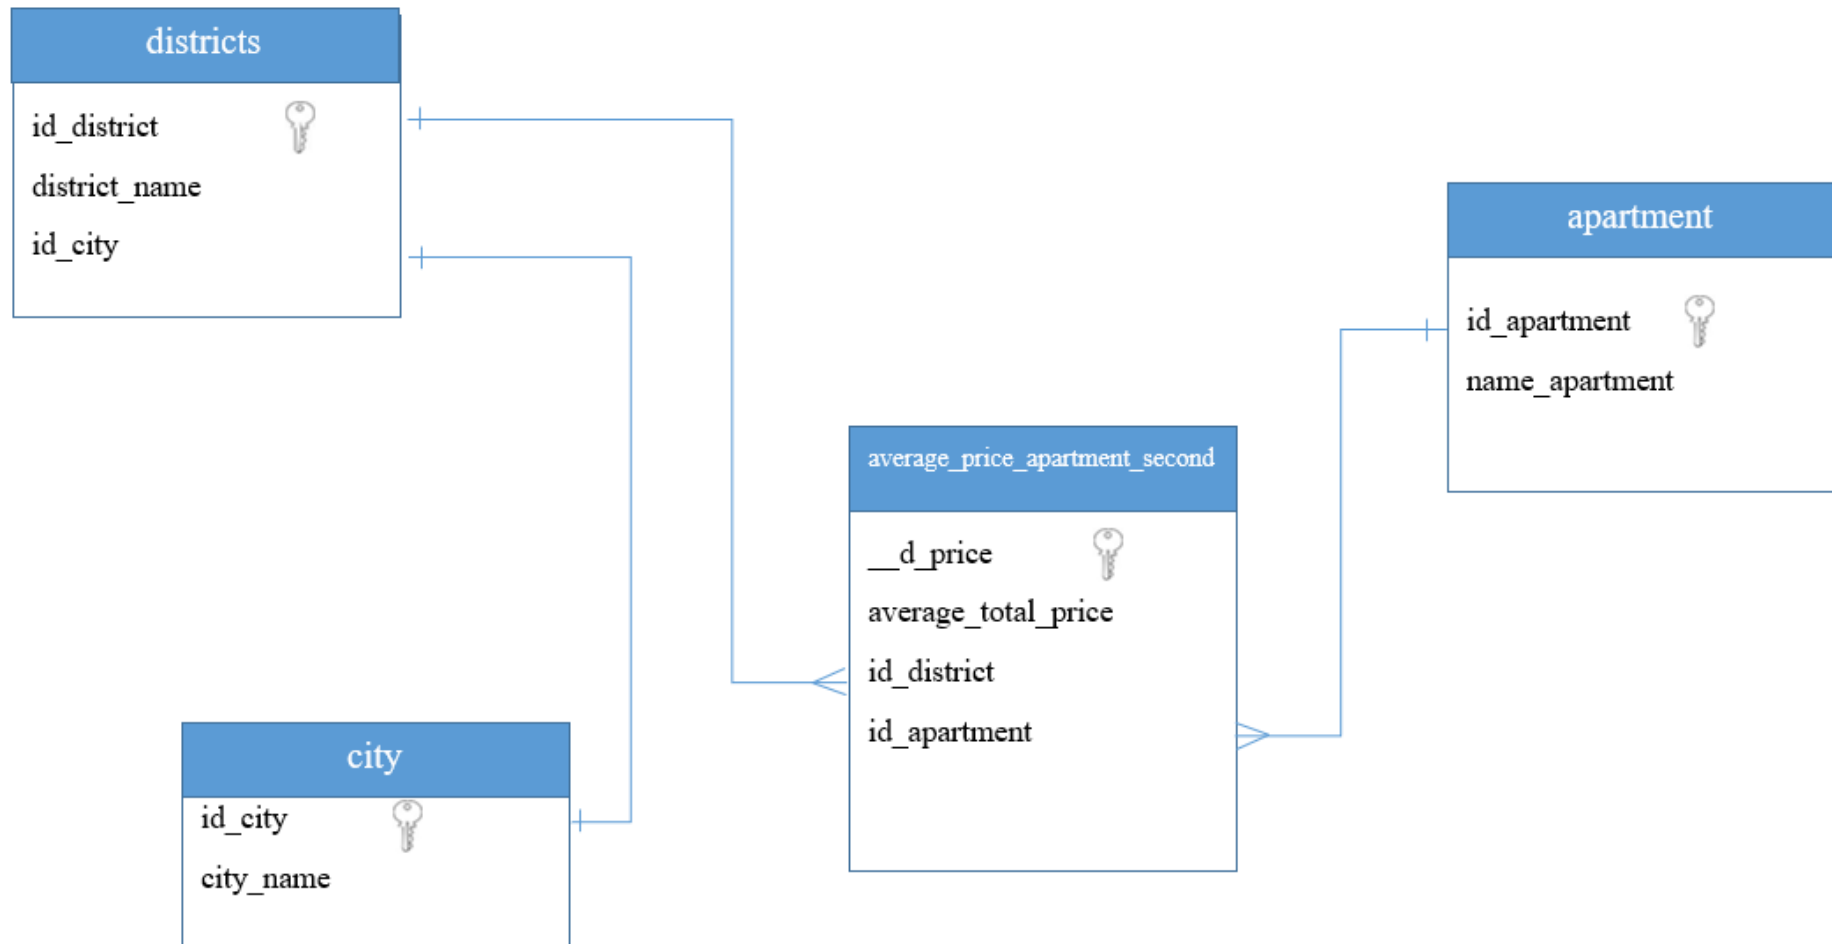 districts
id_district
district_name
id_city
apartment
id_apartment
name_apartment
average_price_apartment_second
__d_price
average_total_price
id_district
id_apartment
city
id_city
city_name